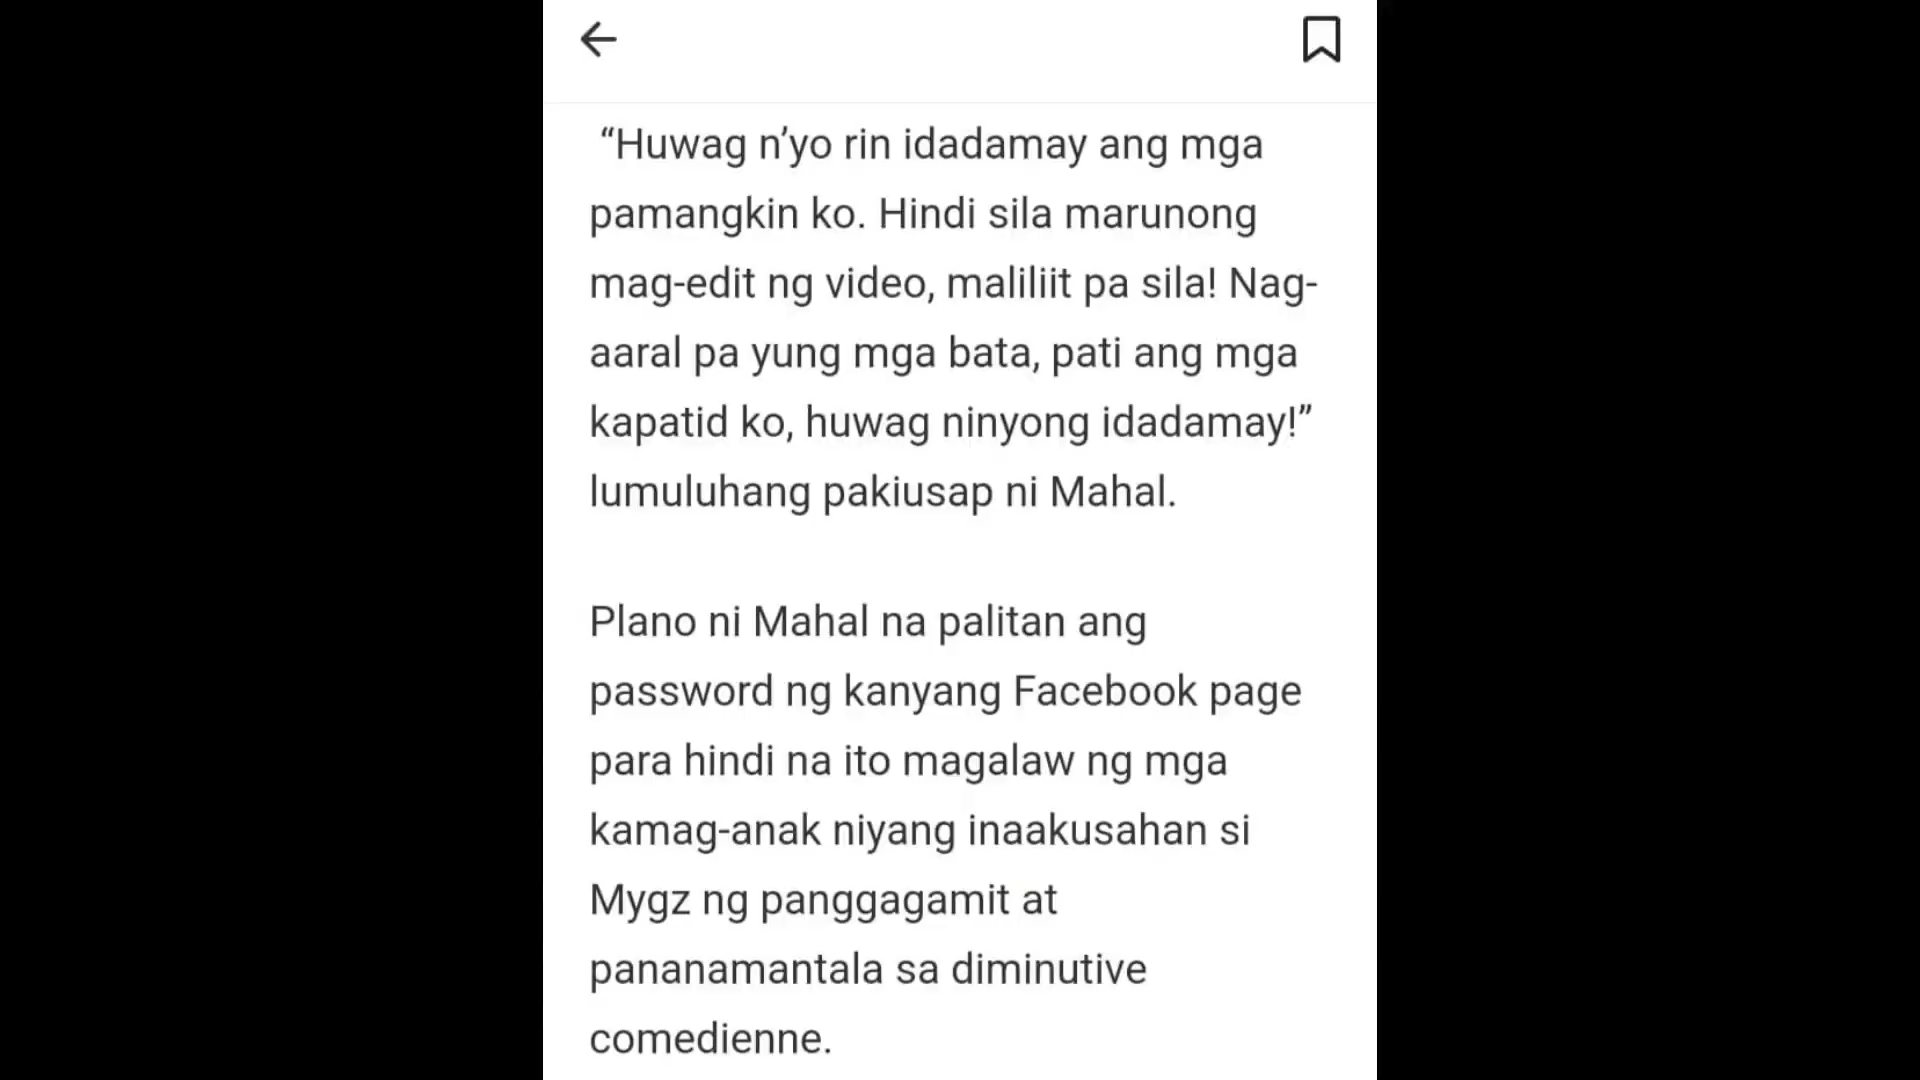 “Huwag n’yo rin idadamay ang mga
pamangkin ko. Hindi sila marunong
mag-edit ng video, maliliit pa sila! Nag-
aaral pa yung mga bata, pati ang mga
kapatid ko, huwag ninyong idadamay!”
lumuluhang pakiusap ni Mahal.
Plano ni Mahal na palitan ang
password ng kanyang Facebook page
para hindi na ito magalaw ng mga
kamag-anak niyang inaakusahan si
Mygz ng panggagamit at
pananamantala sa diminutive
comedienne.